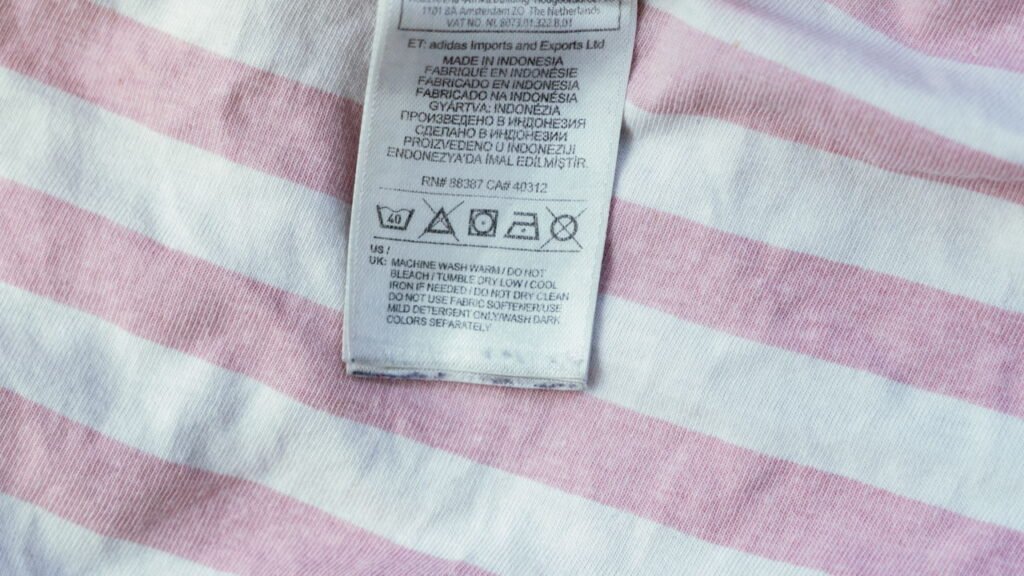 1101 BA Amsterdam ZO The Netherlands
VAT NO. NL 8073.01.322.B.01
ET: adidas Imports and Exports Ltd
MADE IN INDONESIA
FABRIQUÉ EN INDONÉSIE
FABRICADO EN INDONESIA
FABRICADO NA INDONÉSIA
GYÁRTVA: INDONÉZIA
ПРОИЗВЕДЕНО В ИНДОНЕЗИЯ
СДЕЛАНО В ИНДОНЕЗИИ
PROIZVEDENO U INDONEZIJI
ENDONEZYA'DA İMAL EDİLMİŞTİR.
RN# 88387 CA# 40312
40
US /
UK: MACHINE WASH WARM / DO NOT
BLEACH / TUMBLE DRY LOW / COOL
IRON IF NEEDED / DO NOT DRY CLEAN
DO NOT USE FABRIC SOFTENER/USE
MILD DETERGENT ONLY/WASH DARK
COLORS SEPARATELY